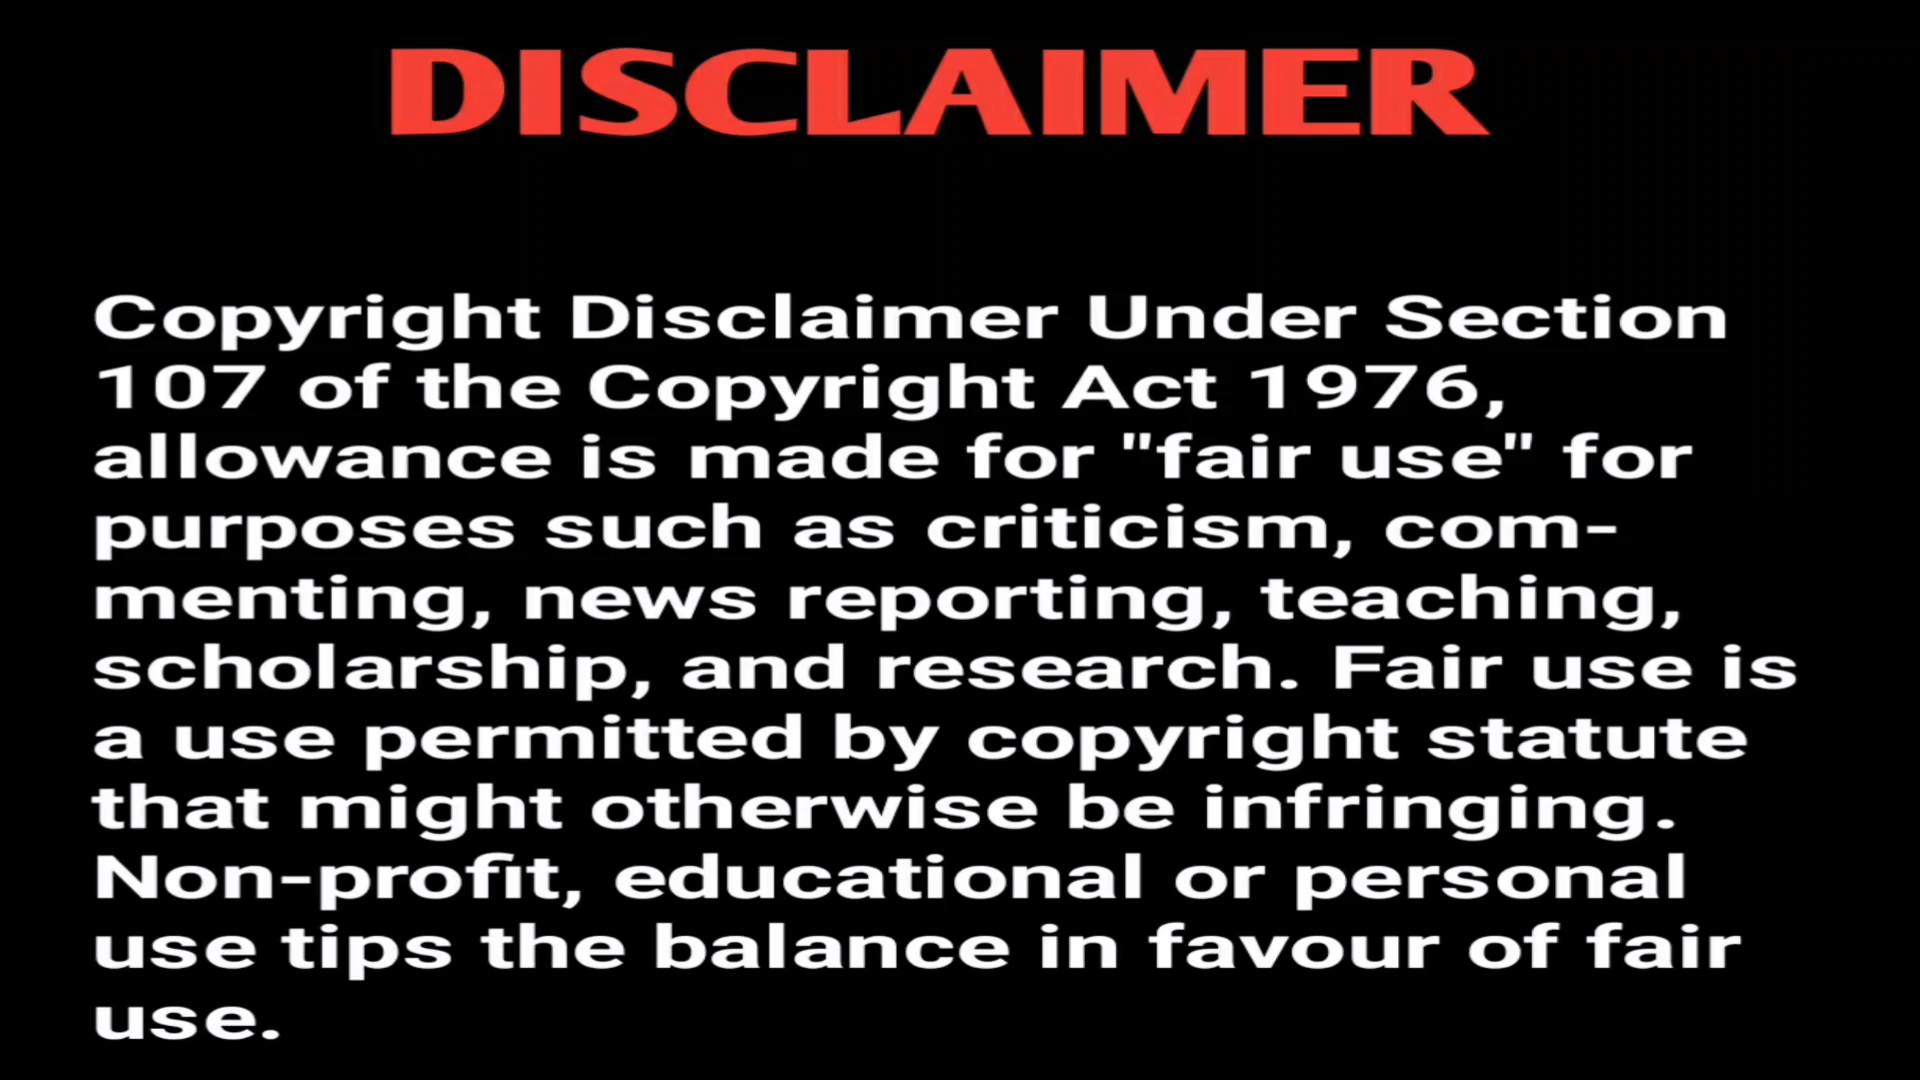 DISCLAIMER
Copyright Disclaimer Under Section
107 of the Copyright Act 1976,
allowance is made for "fair use" for
purposes such as criticism, com-
menting, news reporting, teaching,
scholarship, and research. Fair use is
a use permitted by copyright statute
that might otherwise be infringing.
Non-profit, educational or personal
use tips the balance in favour of fair
use.